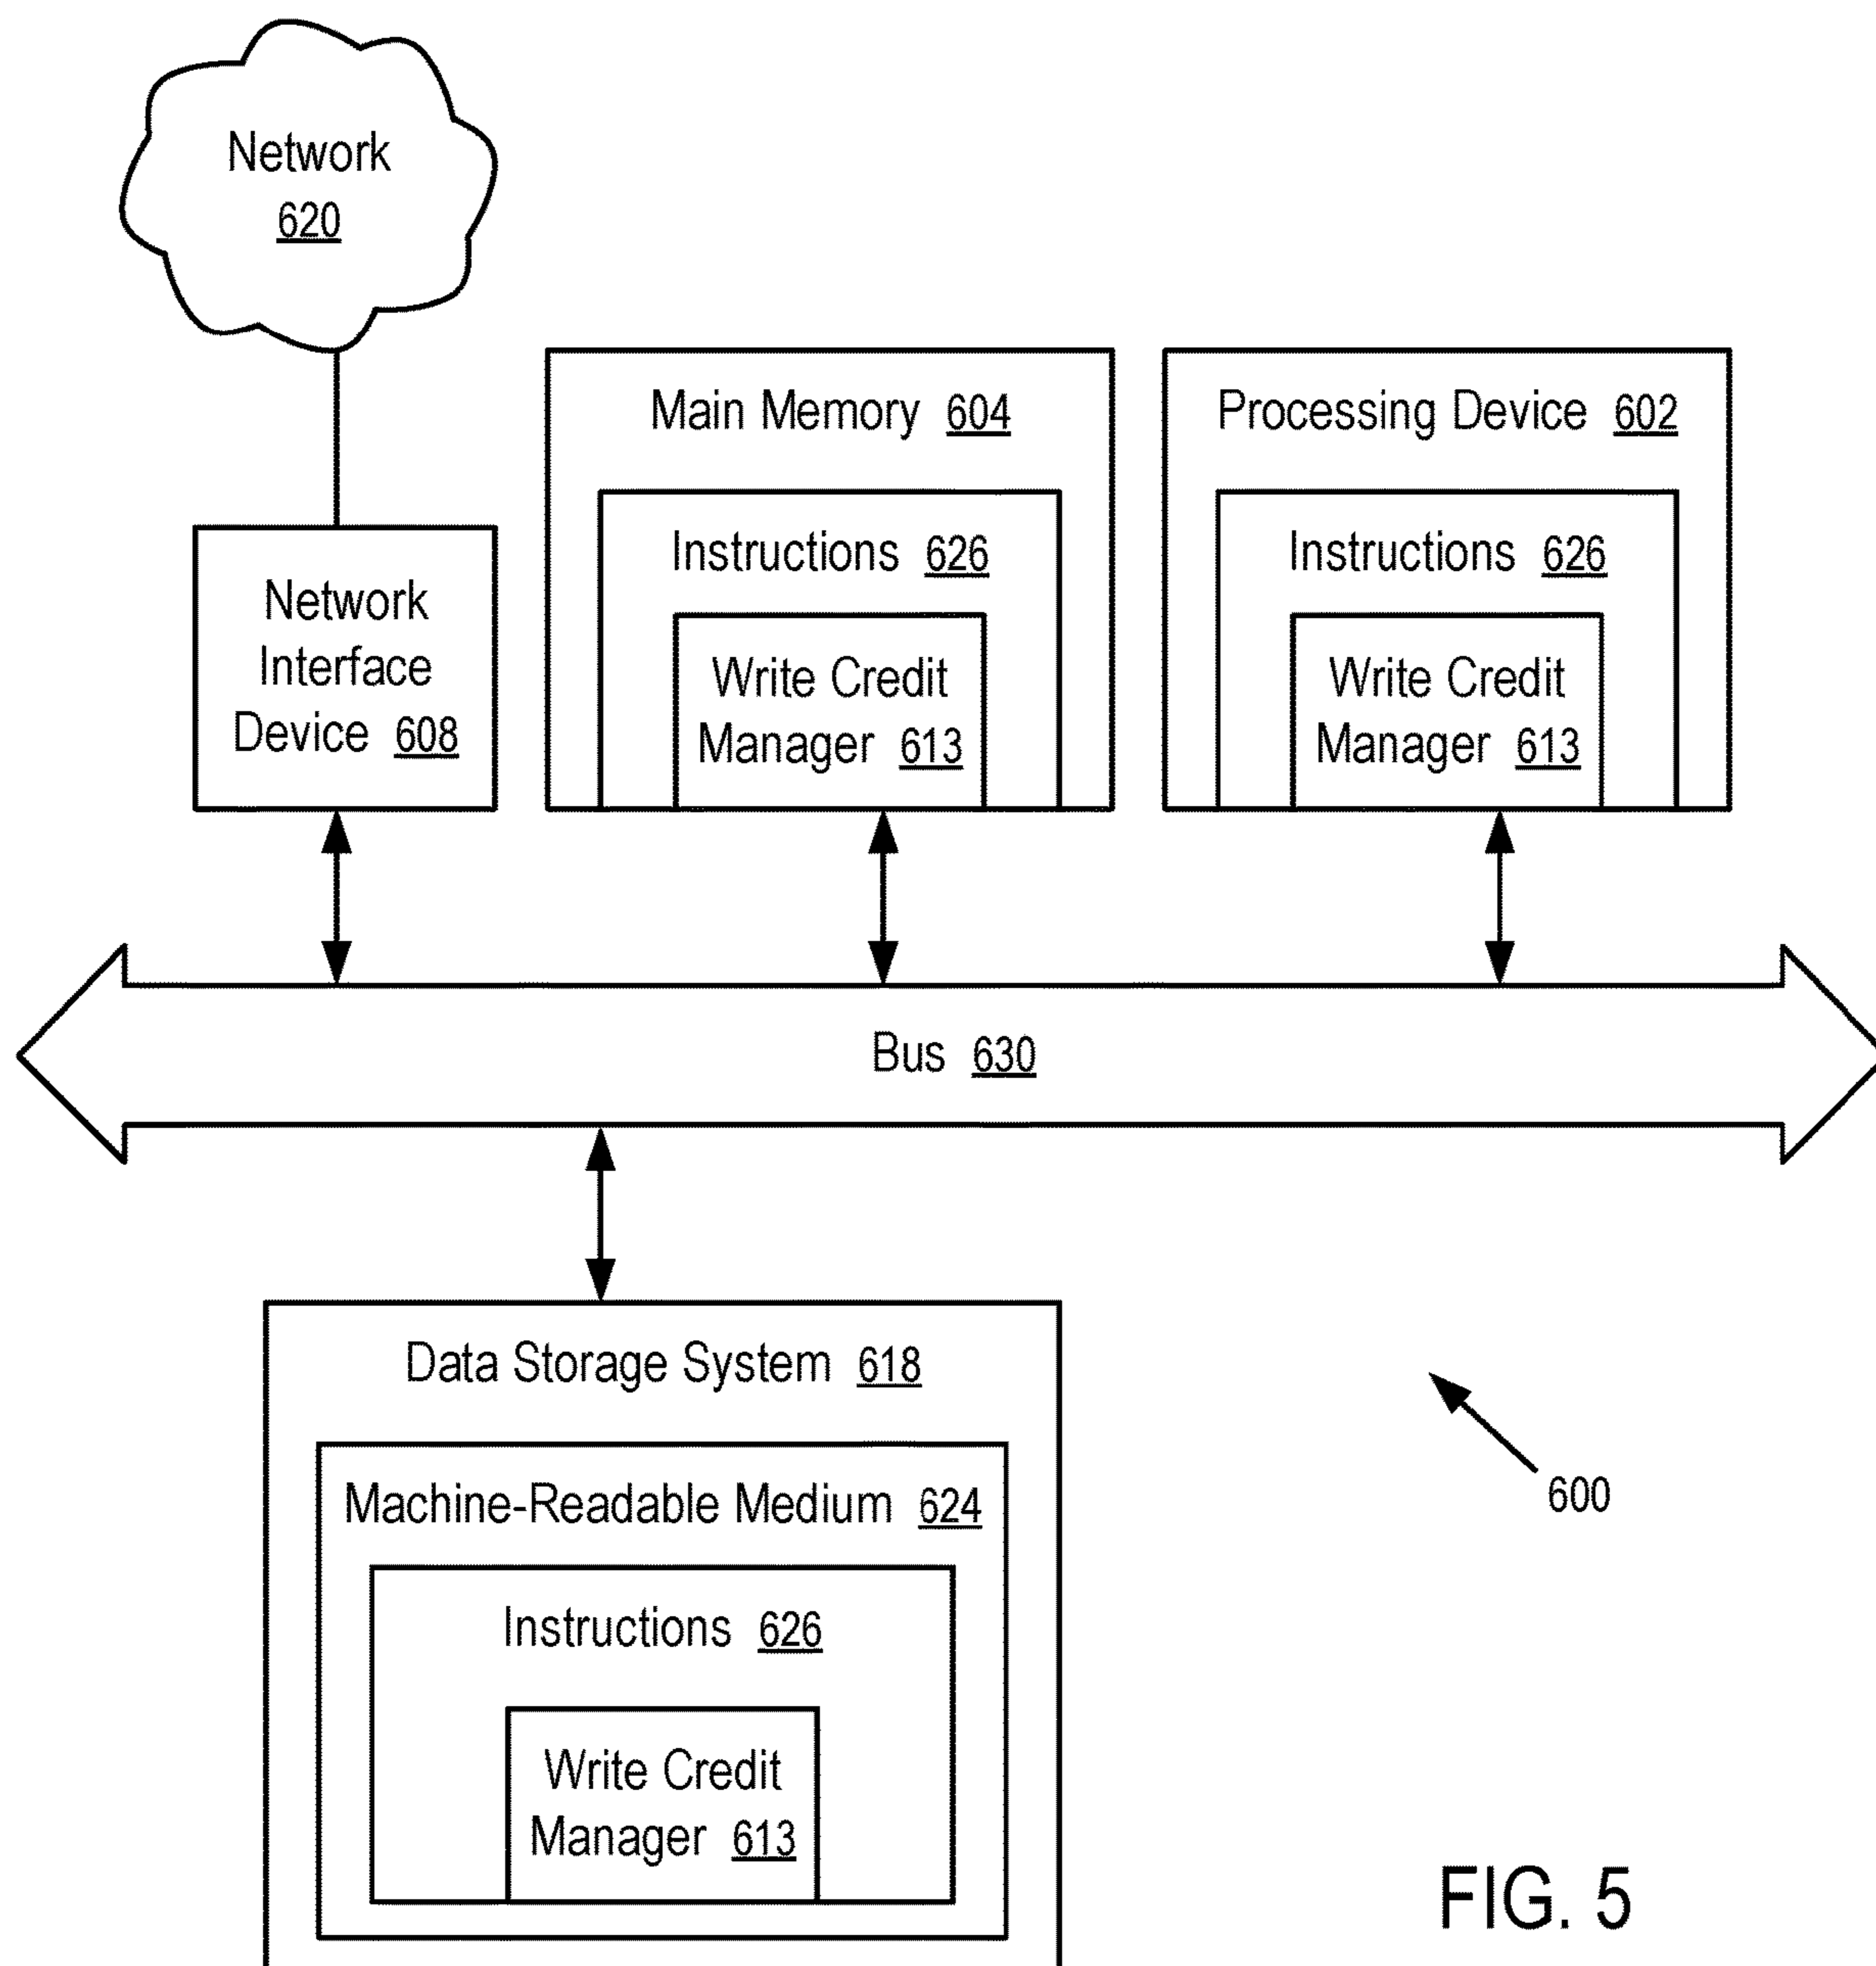 Network
620
Main Memory 604
Processing Device 602
Instructions 626
Instructions 626
Network
Interface
Device 608
Write Credit
Manager 613
Write Credit
Manager 613
Bus 630
Data Storage System 618
Machine-Readable Medium 624
600
Instructions 626
Write Credit
Manager 613
FIG. 5